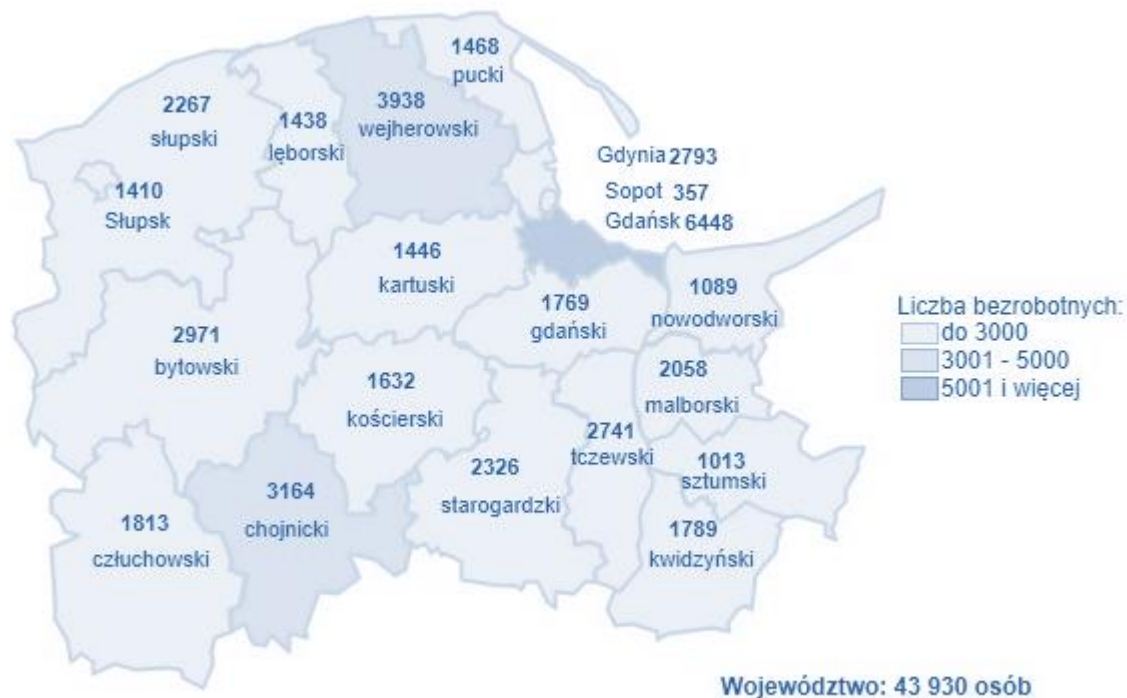 1468
pucki
2267
słupski
1438
lęborski
3938
wejherowski
Gdynia 2793
Sopot 357
Gdańsk 6448
1410
Słupsk
1446
kartuski
1769
gdański
1089
nowodworski
Liczba bezrobotnych:
do 3000
3001 - 5000
5001 i więcej
2971
bytowski
1632
kościerski
2058
malborski
2741
tczewski
2326
starogardzki
1013
sztumski
3164
chojnicki
1813
człuchowski
1789
kwidzyński
Województwo: 43 930 osób